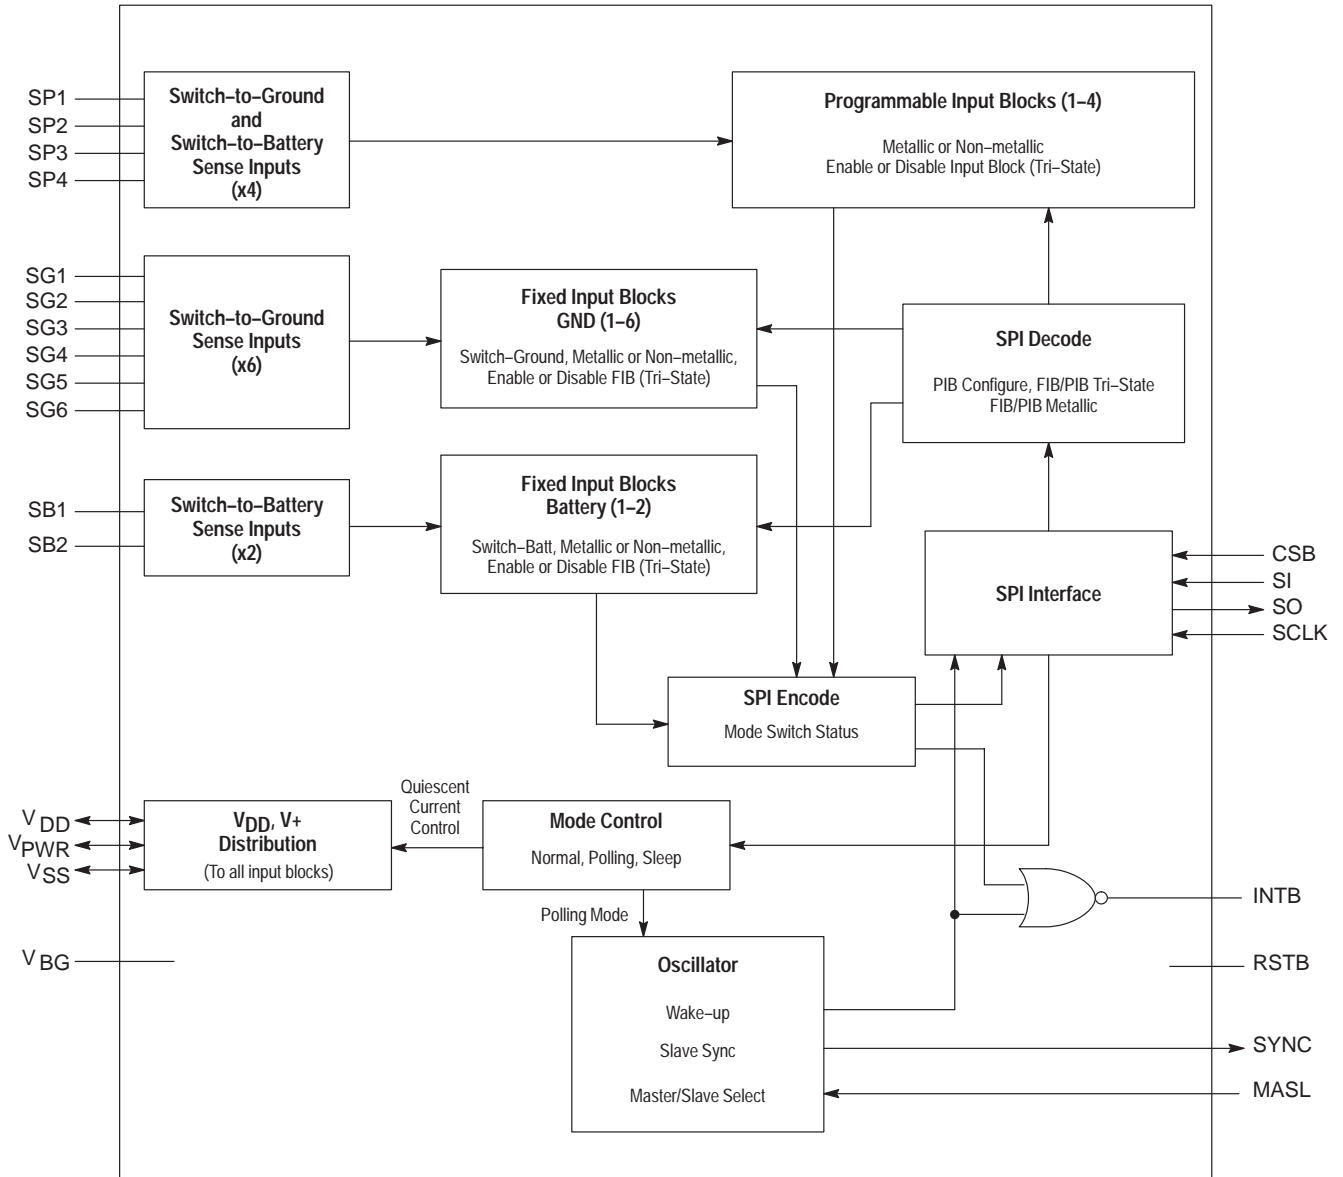 SP1
SP2
SP3
SP4
Switch–to–Ground
and
Switch–to–Battery
Sense Inputs
(x4)
Programmable Input Blocks (1–4)
Metallic or Non–metallic
Enable or Disable Input Block (Tri–State)
SG1
SG2
SG3
SG4
SG5
SG6
Switch–to–Ground
Sense Inputs
(x6)
Fixed Input Blocks
GND (1–6)
Switch–Ground, Metallic or Non–metallic,
Enable or Disable FIB (Tri–State)
SPI Decode
PIB Configure, FIB/PIB Tri–State
FIB/PIB Metallic
SB1
SB2
Switch–to–Battery
Sense Inputs
(x2)
Fixed Input Blocks
Battery (1–2)
Switch–Batt, Metallic or Non–metallic,
Enable or Disable FIB (Tri–State)
SPI Interface
CSB
SI
SO
SCLK
SPI Encode
Mode Switch Status
VDD
VPWR
VSS
VDD, V+
Distribution
(To all input blocks)
Quiescent
Current
Control
Mode Control
Normal, Polling, Sleep
INTB
Polling Mode
VBG
RSTB
Oscillator
Wake–up
Slave Sync
Master/Slave Select
SYNC
MASL